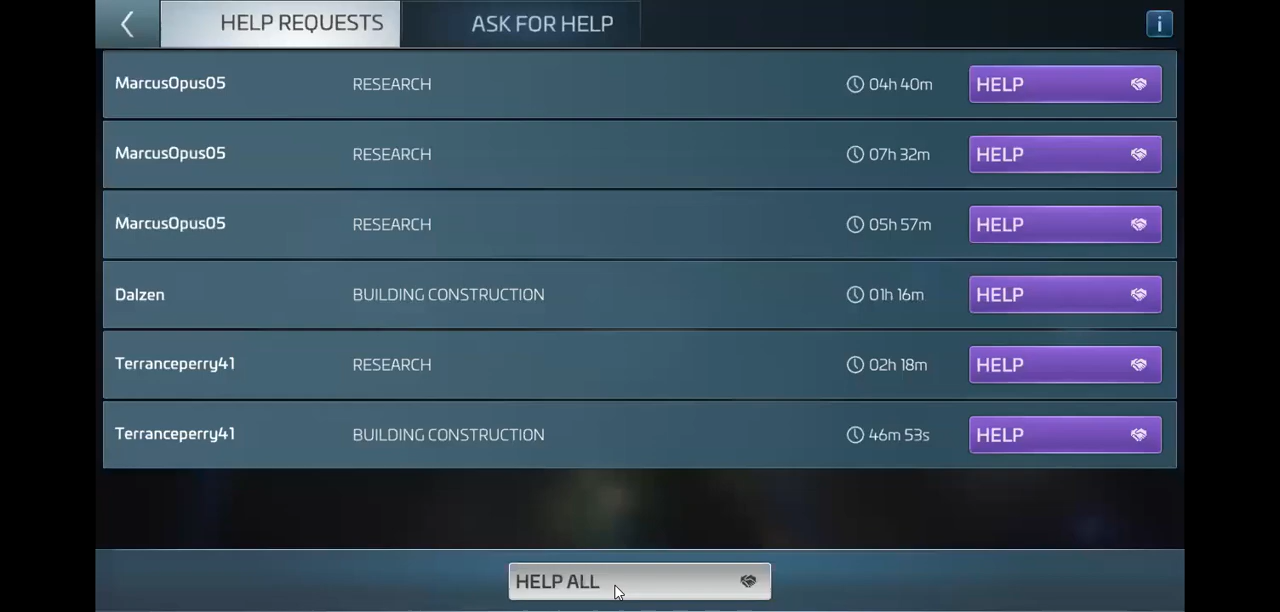 HELP REQUESTS ASK FOR HELP i
MarcusOpus05 RESEARCH 04h 40m HELP
MarcusOpus05 RESEARCH 07h 32m HELP
MarcusOpus05 RESEARCH 05h 57m HELP
Dalzen BUILDING CONSTRUCTION 01h 16m HELP
Terranceperry41 RESEARCH 02h 18m HELP
Terranceperry41 BUILDING CONSTRUCTION 46m 53s HELP
HELP ALL